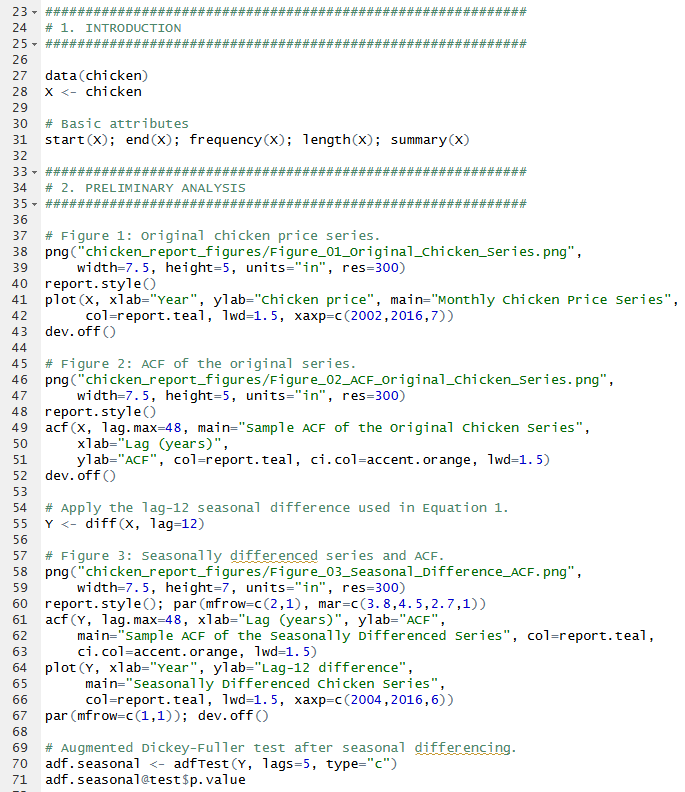 23 ############################################################
24 # 1. INTRODUCTION
25 ############################################################
26
27 data(chicken)
28 X <- chicken
29
30 # Basic attributes
31 start(X); end(X); frequency(X); length(X); summary(X)
32
33 ############################################################
34 # 2. PRELIMINARY ANALYSIS
35 ############################################################
36
37 # Figure 1: Original chicken price series.
38 png("chicken_report_figures/Figure_01_Original_Chicken_Series.png",
39     width=7.5, height=5, units="in", res=300)
40 report.style()
41 plot(X, xlab="Year", ylab="Chicken price", main="Monthly Chicken Price Series",
42      col=report.teal, lwd=1.5, xaxp=c(2002,2016,7))
43 dev.off()
44
45 # Figure 2: ACF of the original series.
46 png("chicken_report_figures/Figure_02_ACF_Original_Chicken_Series.png",
47     width=7.5, height=5, units="in", res=300)
48 report.style()
49 acf(X, lag.max=48, main="Sample ACF of the Original Chicken Series",
50     xlab="Lag (years)",
51     ylab="ACF", col=report.teal, ci.col=accent.orange, lwd=1.5)
52 dev.off()
53
54 # Apply the lag-12 seasonal difference used in Equation 1.
55 Y <- diff(X, lag=12)
56
57 # Figure 3: Seasonally differenced series and ACF.
58 png("chicken_report_figures/Figure_03_Seasonal_Difference_ACF.png",
59     width=7.5, height=7, units="in", res=300)
60 report.style(); par(mfrow=c(2,1), mar=c(3.8,4.5,2.7,1))
61 acf(Y, lag.max=48, xlab="Lag (years)", ylab="ACF",
62     main="Sample ACF of the Seasonally Differenced Series", col=report.teal,
63     ci.col=accent.orange, lwd=1.5)
64 plot(Y, xlab="Year", ylab="Lag-12 difference",
65      main="Seasonally Differenced Chicken Series",
66      col=report.teal, lwd=1.5, xaxp=c(2004,2016,6))
67 par(mfrow=c(1,1)); dev.off()
68
69 # Augmented Dickey-Fuller test after seasonal differencing.
70 adf.seasonal <- adfTest(Y, lags=5, type="c")
71 adf.seasonal@test$p.value